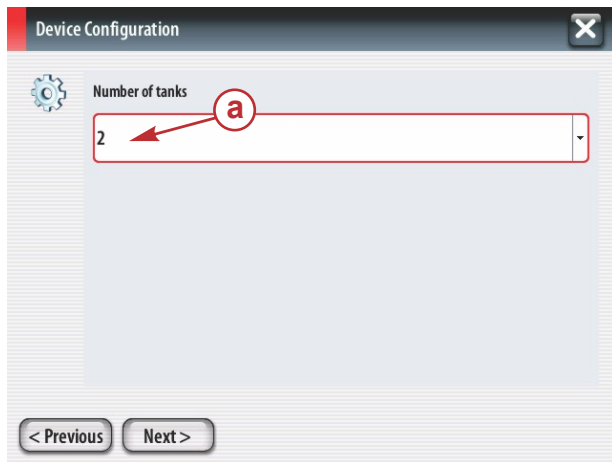 Device Configuration
Number of tanks
a
2
< Previous
Next >